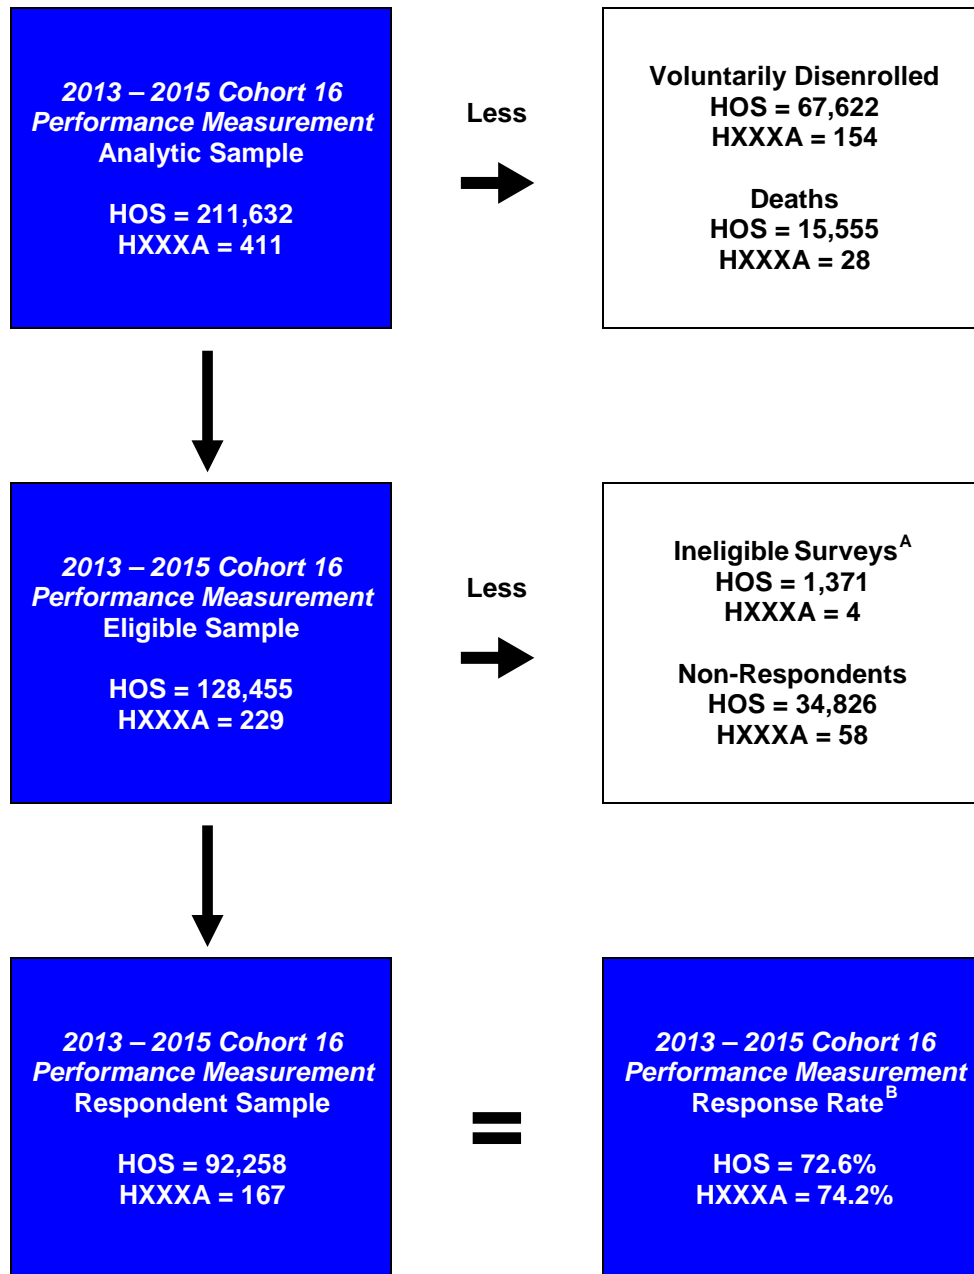 2013 – 2015 Cohort 16
Performance Measurement
Analytic Sample
HOS = 211,632
HXXXA = 411
Less
Voluntarily Disenrolled
HOS = 67,622
HXXXA = 154
Deaths
HOS = 15,555
HXXXA = 28
2013 – 2015 Cohort 16
Performance Measurement
Eligible Sample
HOS = 128,455
HXXXA = 229
Less
Ineligible Surveys^A
HOS = 1,371
HXXXA = 4
Non-Respondents
HOS = 34,826
HXXXA = 58
2013 – 2015 Cohort 16
Performance Measurement
Respondent Sample
HOS = 92,258
HXXXA = 167
=
2013 – 2015 Cohort 16
Performance Measurement
Response Rate^B
HOS = 72.6%
HXXXA = 74.2%